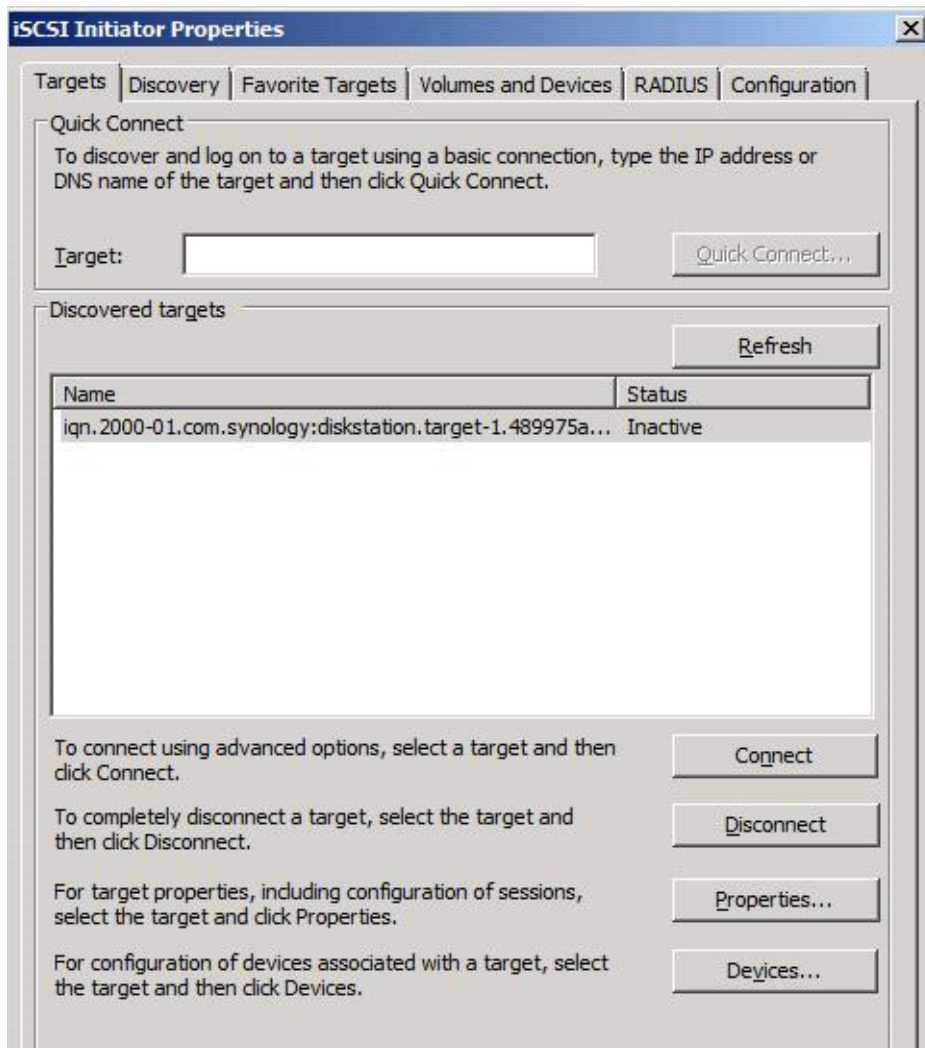 iSCSI Initiator Properties
Targets Discovery Favorite Targets Volumes and Devices RADIUS Configuration
Quick Connect
To discover and log on to a target using a basic connection, type the IP address or
DNS name of the target and then click Quick Connect.
Target:
Quick Connect...
Discovered targets
Refresh
Name Status
iqn.2000-01.com.synology:diskstation.target-1.489975a... Inactive
To connect using advanced options, select a target and then
click Connect.
Connect
To completely disconnect a target, select the target and
then click Disconnect.
Disconnect
For target properties, including configuration of sessions,
select the target and click Properties.
Properties...
For configuration of devices associated with a target, select
the target and then click Devices.
Devices...